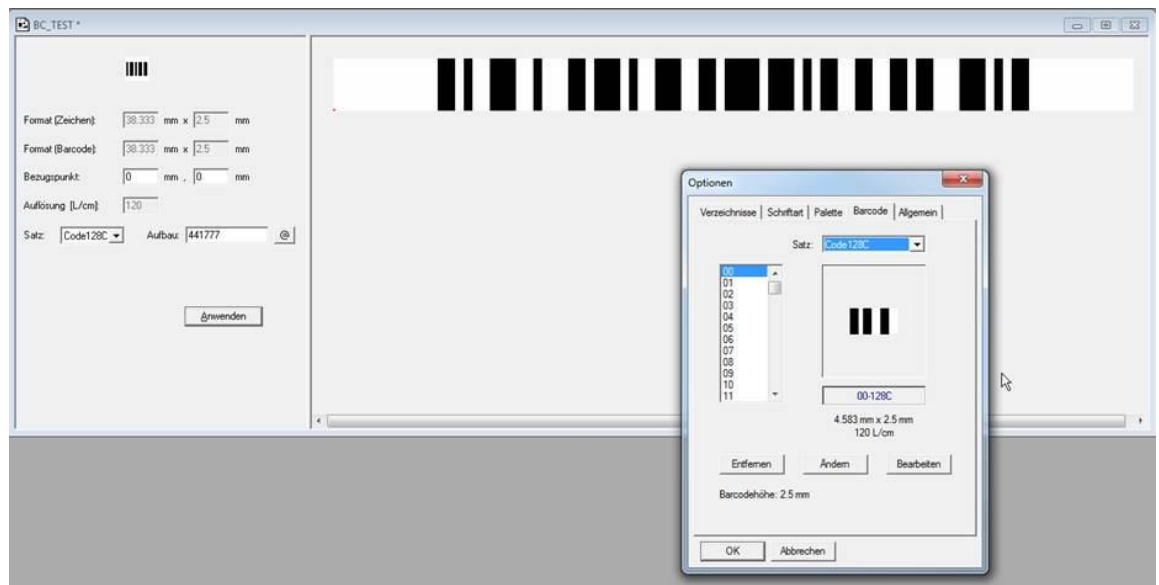 BC_TEST *
Format (Zeichen): 38.333 mm x 2.5 mm
Format (Barcode): 38.333 mm x 2.5 mm
Bezugspunkt: 0 mm , 0 mm
Auflösung [L/cm]: 120
Satz: Code128C Aufbau: 441777 @
Anwenden
Optionen
Verzeichnisse Schriftart Palette Barcode Allgemein
Satz: Code128C
00
01
02
03
04
05
06
07
08
09
10
11
00-128C
4.583 mm x 2.5 mm
120 L/cm
Entfernen Ändern Bearbeiten
Barcodehöhe: 2.5 mm
OK Abbrechen